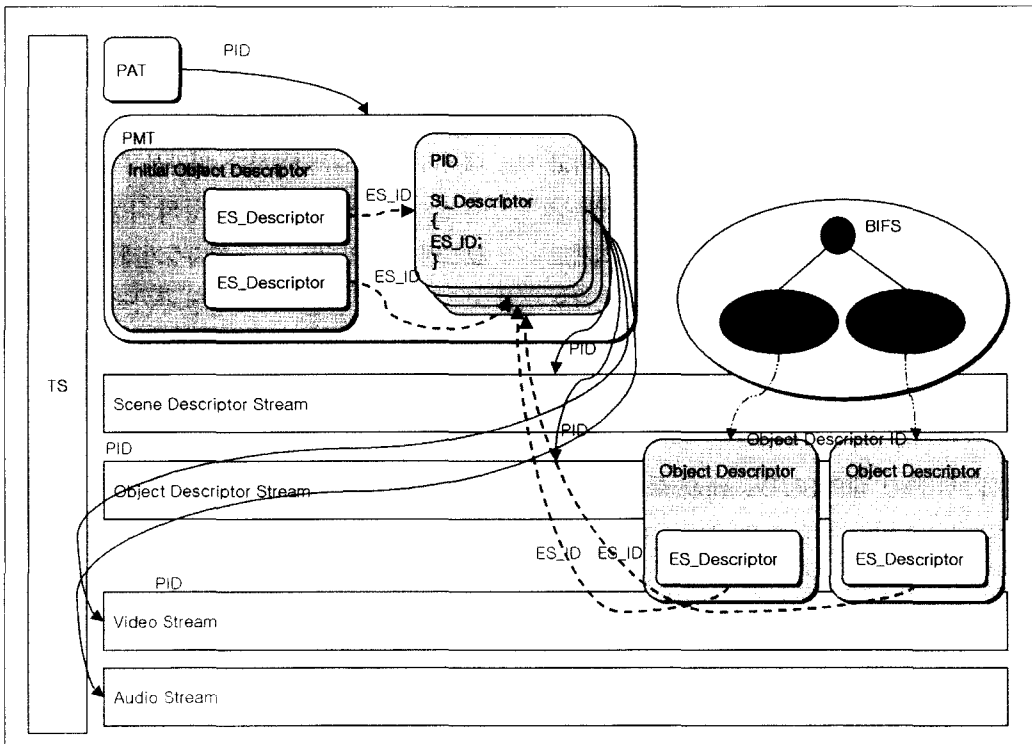 PAT
PID
PMT
Initial Object Descriptor
ES_Descriptor
ES_ID
ES_Descriptor
ES_ID
PID
SL_Descriptor
{
ES_ID;
}
BIFS
PID
TS
Scene Descriptor Stream
PID
PID
Object Descriptor ID
Object Descriptor Stream
Object Descriptor
Object Descriptor
ES_ID
ES_ID
ES_Descriptor
ES_Descriptor
PID
Video Stream
Audio Stream